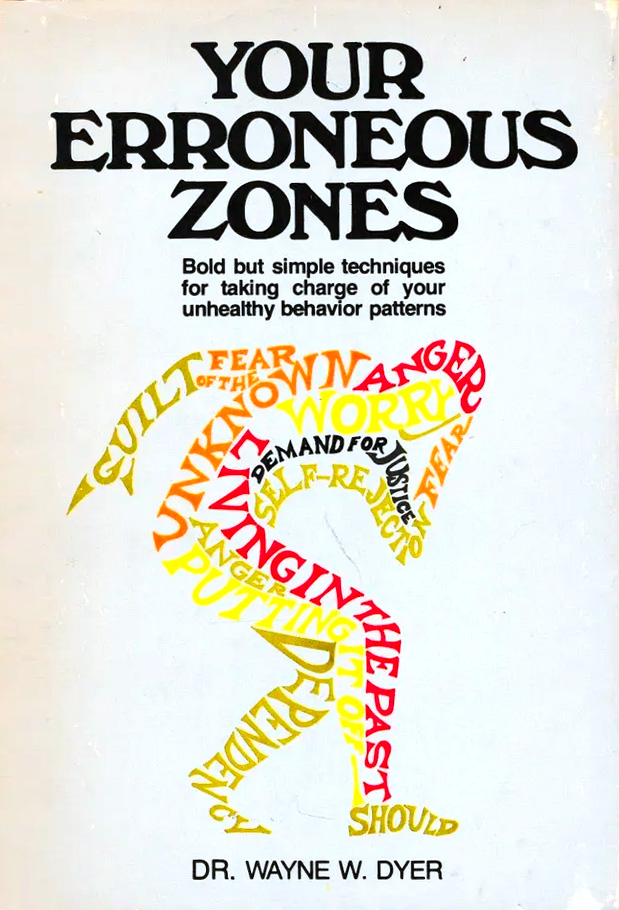 YOUR
ERRONEOUS
ZONES
Bold but simple techniques
for taking charge of your
unhealthy behavior patterns
GUILT
FEAR
OF THE
UNKNOWN
ANGER
WORRY
FEAR
DEMAND FOR JUSTICE
SELF-REJECTON
LIVING IN THE PAST
ANGER
PUTTING IT OFF
DEPENDENCY
SHOULD
DR. WAYNE W. DYER